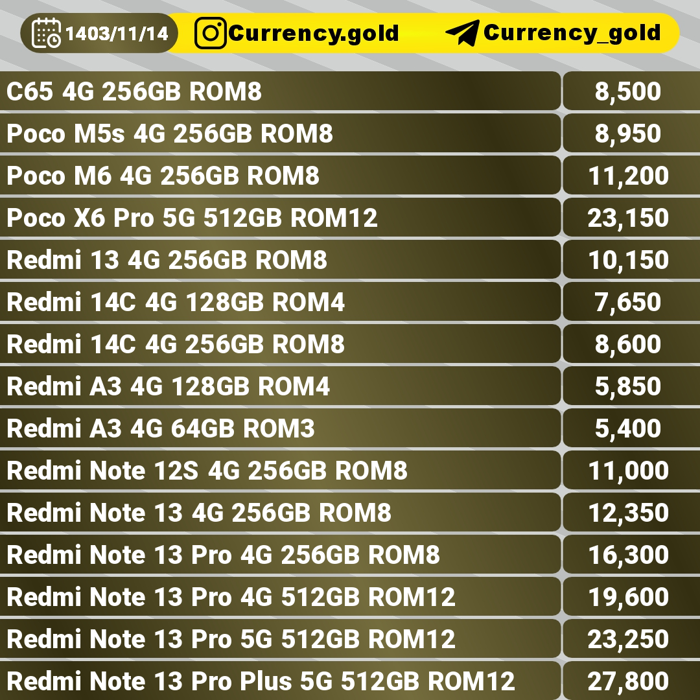 1403/11/14 Currency.gold Currency_gold
C65 4G 256GB ROM8 8,500
Poco M5s 4G 256GB ROM8 8,950
Poco M6 4G 256GB ROM8 11,200
Poco X6 Pro 5G 512GB ROM12 23,150
Redmi 13 4G 256GB ROM8 10,150
Redmi 14C 4G 128GB ROM4 7,650
Redmi 14C 4G 256GB ROM8 8,600
Redmi A3 4G 128GB ROM4 5,850
Redmi A3 4G 64GB ROM3 5,400
Redmi Note 12S 4G 256GB ROM8 11,000
Redmi Note 13 4G 256GB ROM8 12,350
Redmi Note 13 Pro 4G 256GB ROM8 16,300
Redmi Note 13 Pro 4G 512GB ROM12 19,600
Redmi Note 13 Pro 5G 512GB ROM12 23,250
Redmi Note 13 Pro Plus 5G 512GB ROM12 27,800